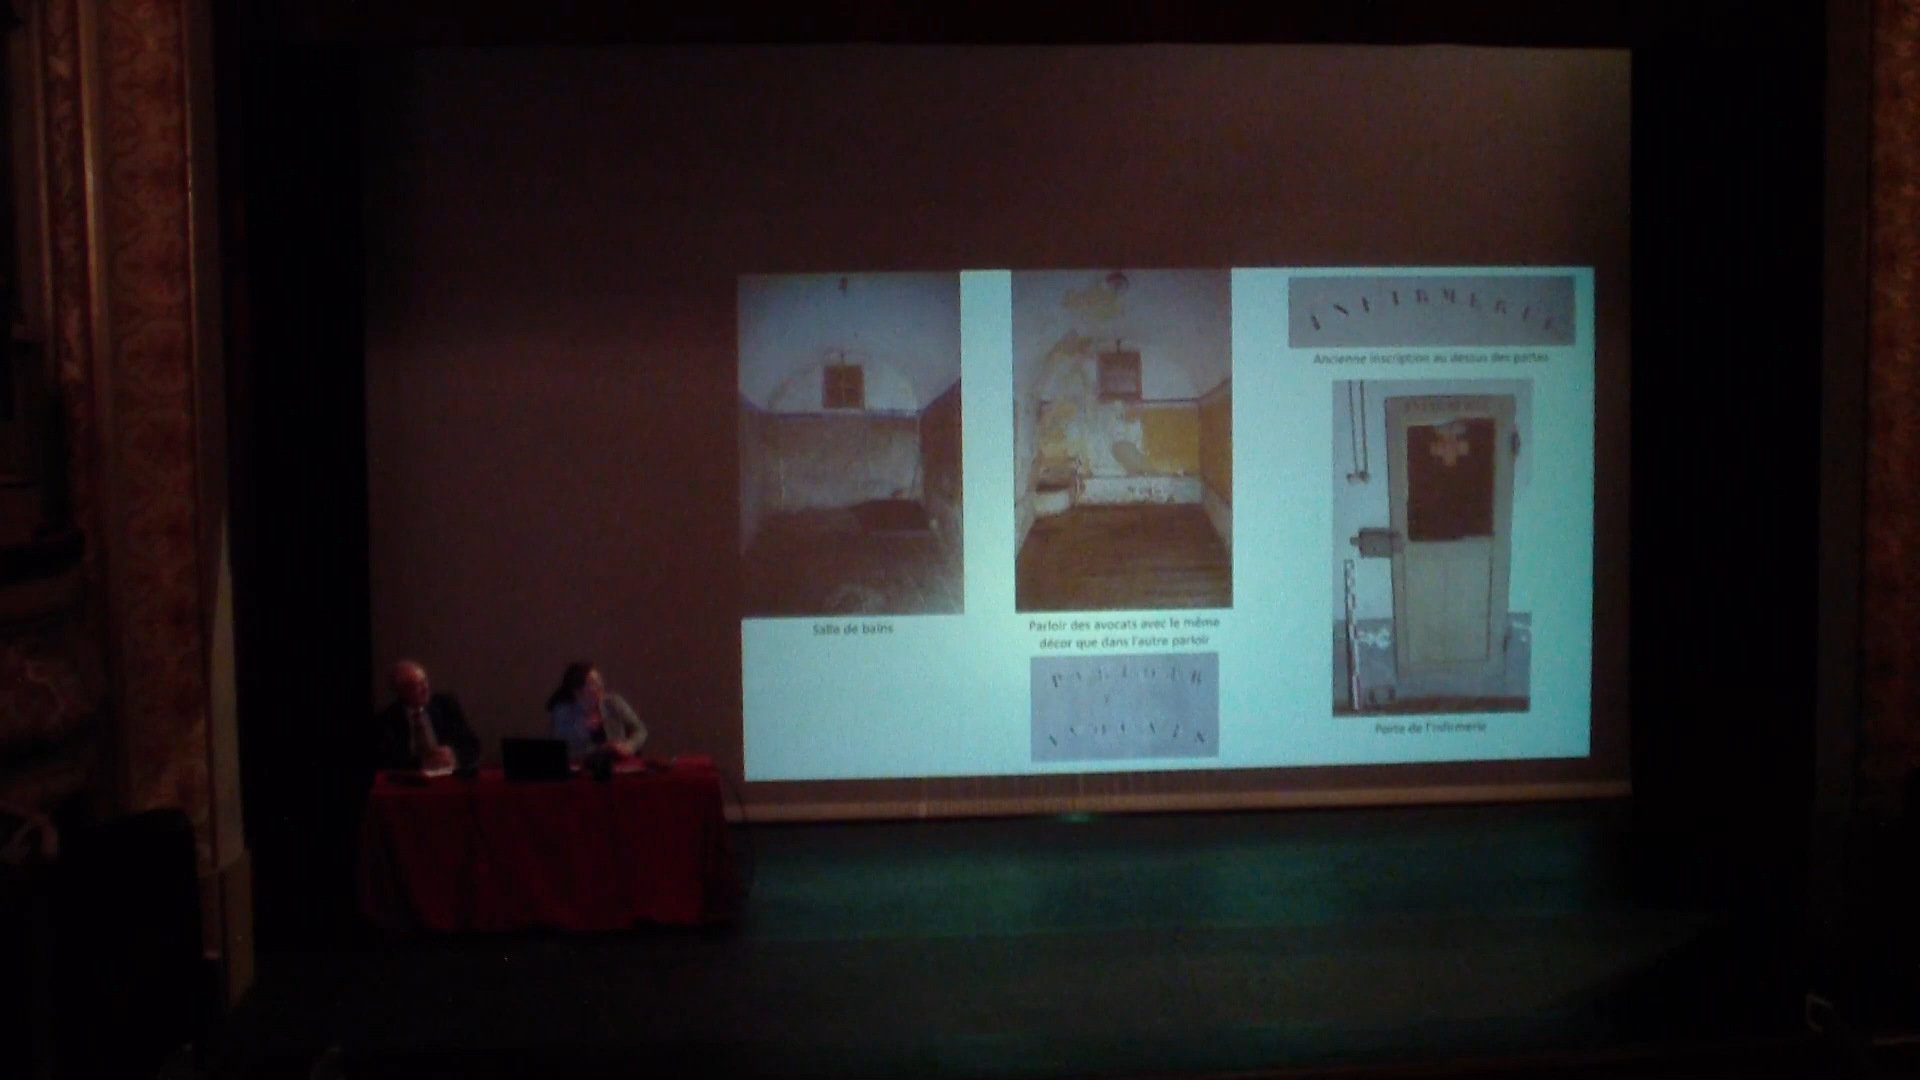 INFIRMERIE
Ancienne inscription au dessus des portes
Salle de bains
Parloir des avocats avec le même
décor que dans l'autre parloir
PARLOIR
AVOCATS
Porte de l'infirmerie